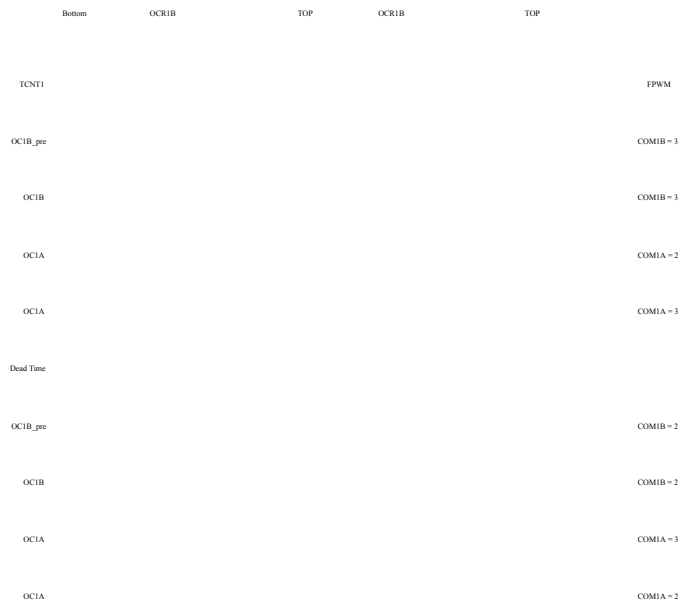 Bottom OCR1B TOP OCR1B TOP
TCNT1 FPWM
OC1B_pre COM1B = 3
OC1B COM1B = 3
OC1A COM1A = 2
OC1A COM1A = 3
Dead Time
OC1B_pre COM1B = 2
OC1B COM1B = 2
OC1A COM1A = 3
OC1A COM1A = 2